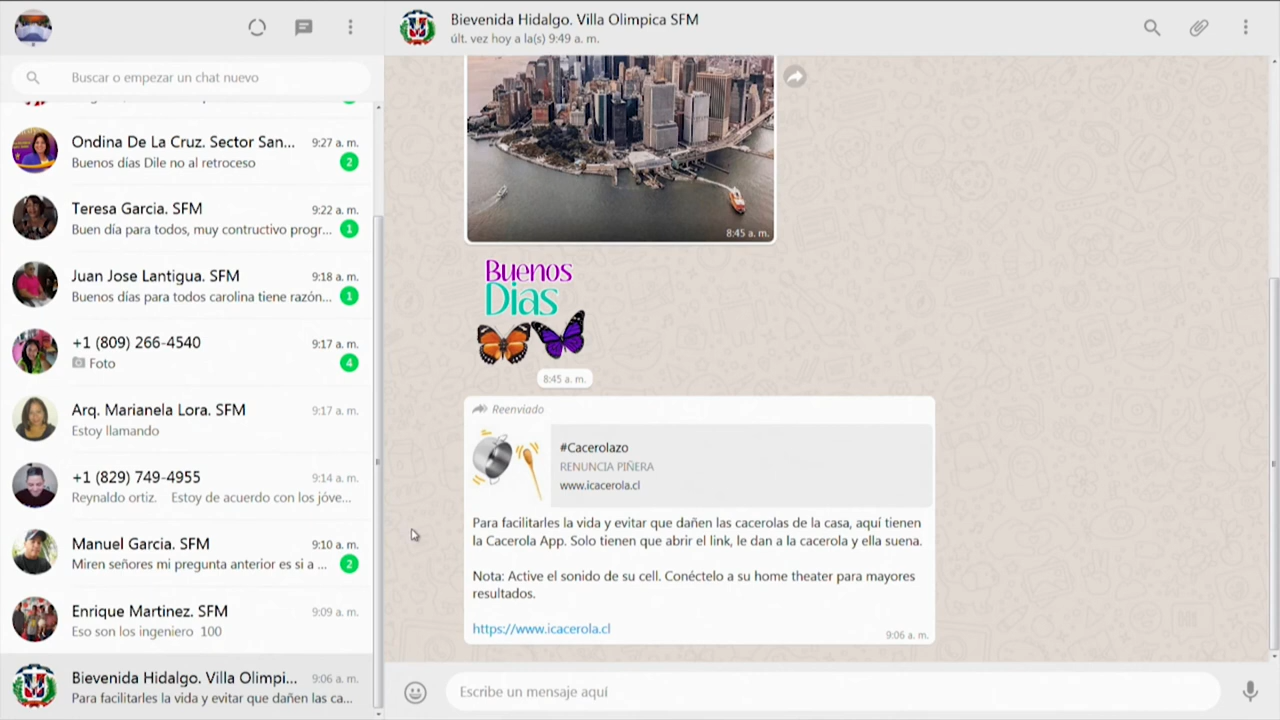 Buscar o empezar un chat nuevo
Ondina De La Cruz. Sector San...
9:27 a. m.
Buenos días Dile no al retroceso
2
Teresa Garcia. SFM
9:22 a. m.
Buen día para todos, muy contructivo progr...
1
Juan Jose Lantigua. SFM
9:18 a. m.
Buenos días para todos carolina tiene razón...
1
+1 (809) 266-4540
9:17 a. m.
Foto
4
Arq. Marianela Lora. SFM
9:17 a. m.
Estoy llamando
+1 (829) 749-4955
9:14 a. m.
Reynaldo ortiz. Estoy de acuerdo con los jóve...
Manuel Garcia. SFM
9:10 a. m.
Miren señores mi pregunta anterior es si a ...
2
Enrique Martinez. SFM
9:09 a. m.
Eso son los ingeniero 100
Bievenida Hidalgo. Villa Olimpi...
9:06 a. m.
Para facilitarles la vida y evitar que dañen las ca...
Bievenida Hidalgo. Villa Olimpica SFM
últ. vez hoy a la(s) 9:49 a. m.
8:45 a. m.
Buenos
Dias
8:45 a. m.
Reenviado
#Cacerolazo
RENUNCIA PIÑERA
www.icacerola.cl
Para facilitarles la vida y evitar que dañen las cacerolas de la casa, aquí tienen
la Cacerola App. Solo tienen que abrir el link, le dan a la cacerola y ella suena.
Nota: Active el sonido de su cell. Conéctelo a su home theater para mayores
resultados.
https://www.icacerola.cl
9:06 a. m.
Escribe un mensaje aquí